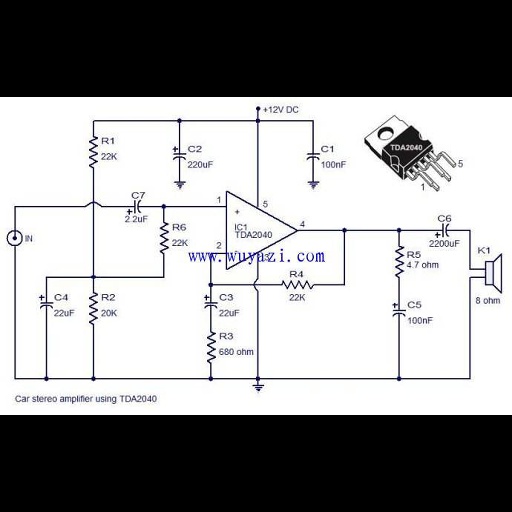 +12V DC
R1
22K
C2
220uF
C1
100nF
TDA2040
5
1
C7
2.2uF
1
+
5
IC1
TDA2040
4
C6
2200uF
IN
R6
22K
2
-
3
www.wuyazi.com
R5
4.7 ohm
K1
8 ohm
R4
22K
C4
22uF
R2
20K
C3
22uF
C5
100nF
R3
680 ohm
Car stereo amplifier using TDA2040